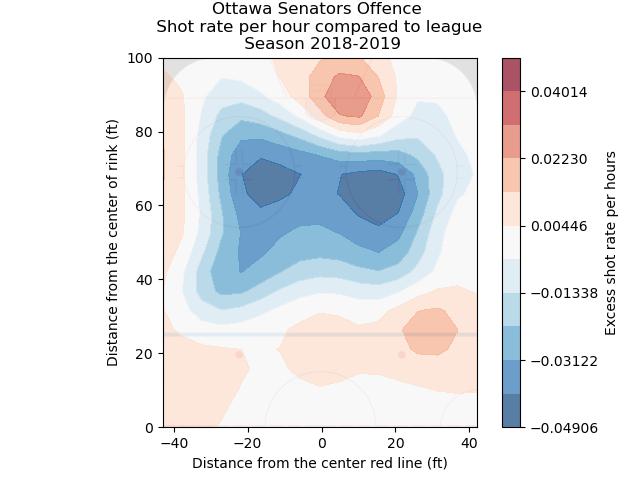 Ottawa Senators Offence
Shot rate per hour compared to league
Season 2018-2019
100
80
60
40
20
0
−40
−20
0
20
40
Distance from the center of rink (ft)
Distance from the center red line (ft)
0.04014
0.02230
0.00446
−0.01338
−0.03122
−0.04906
Excess shot rate per hours